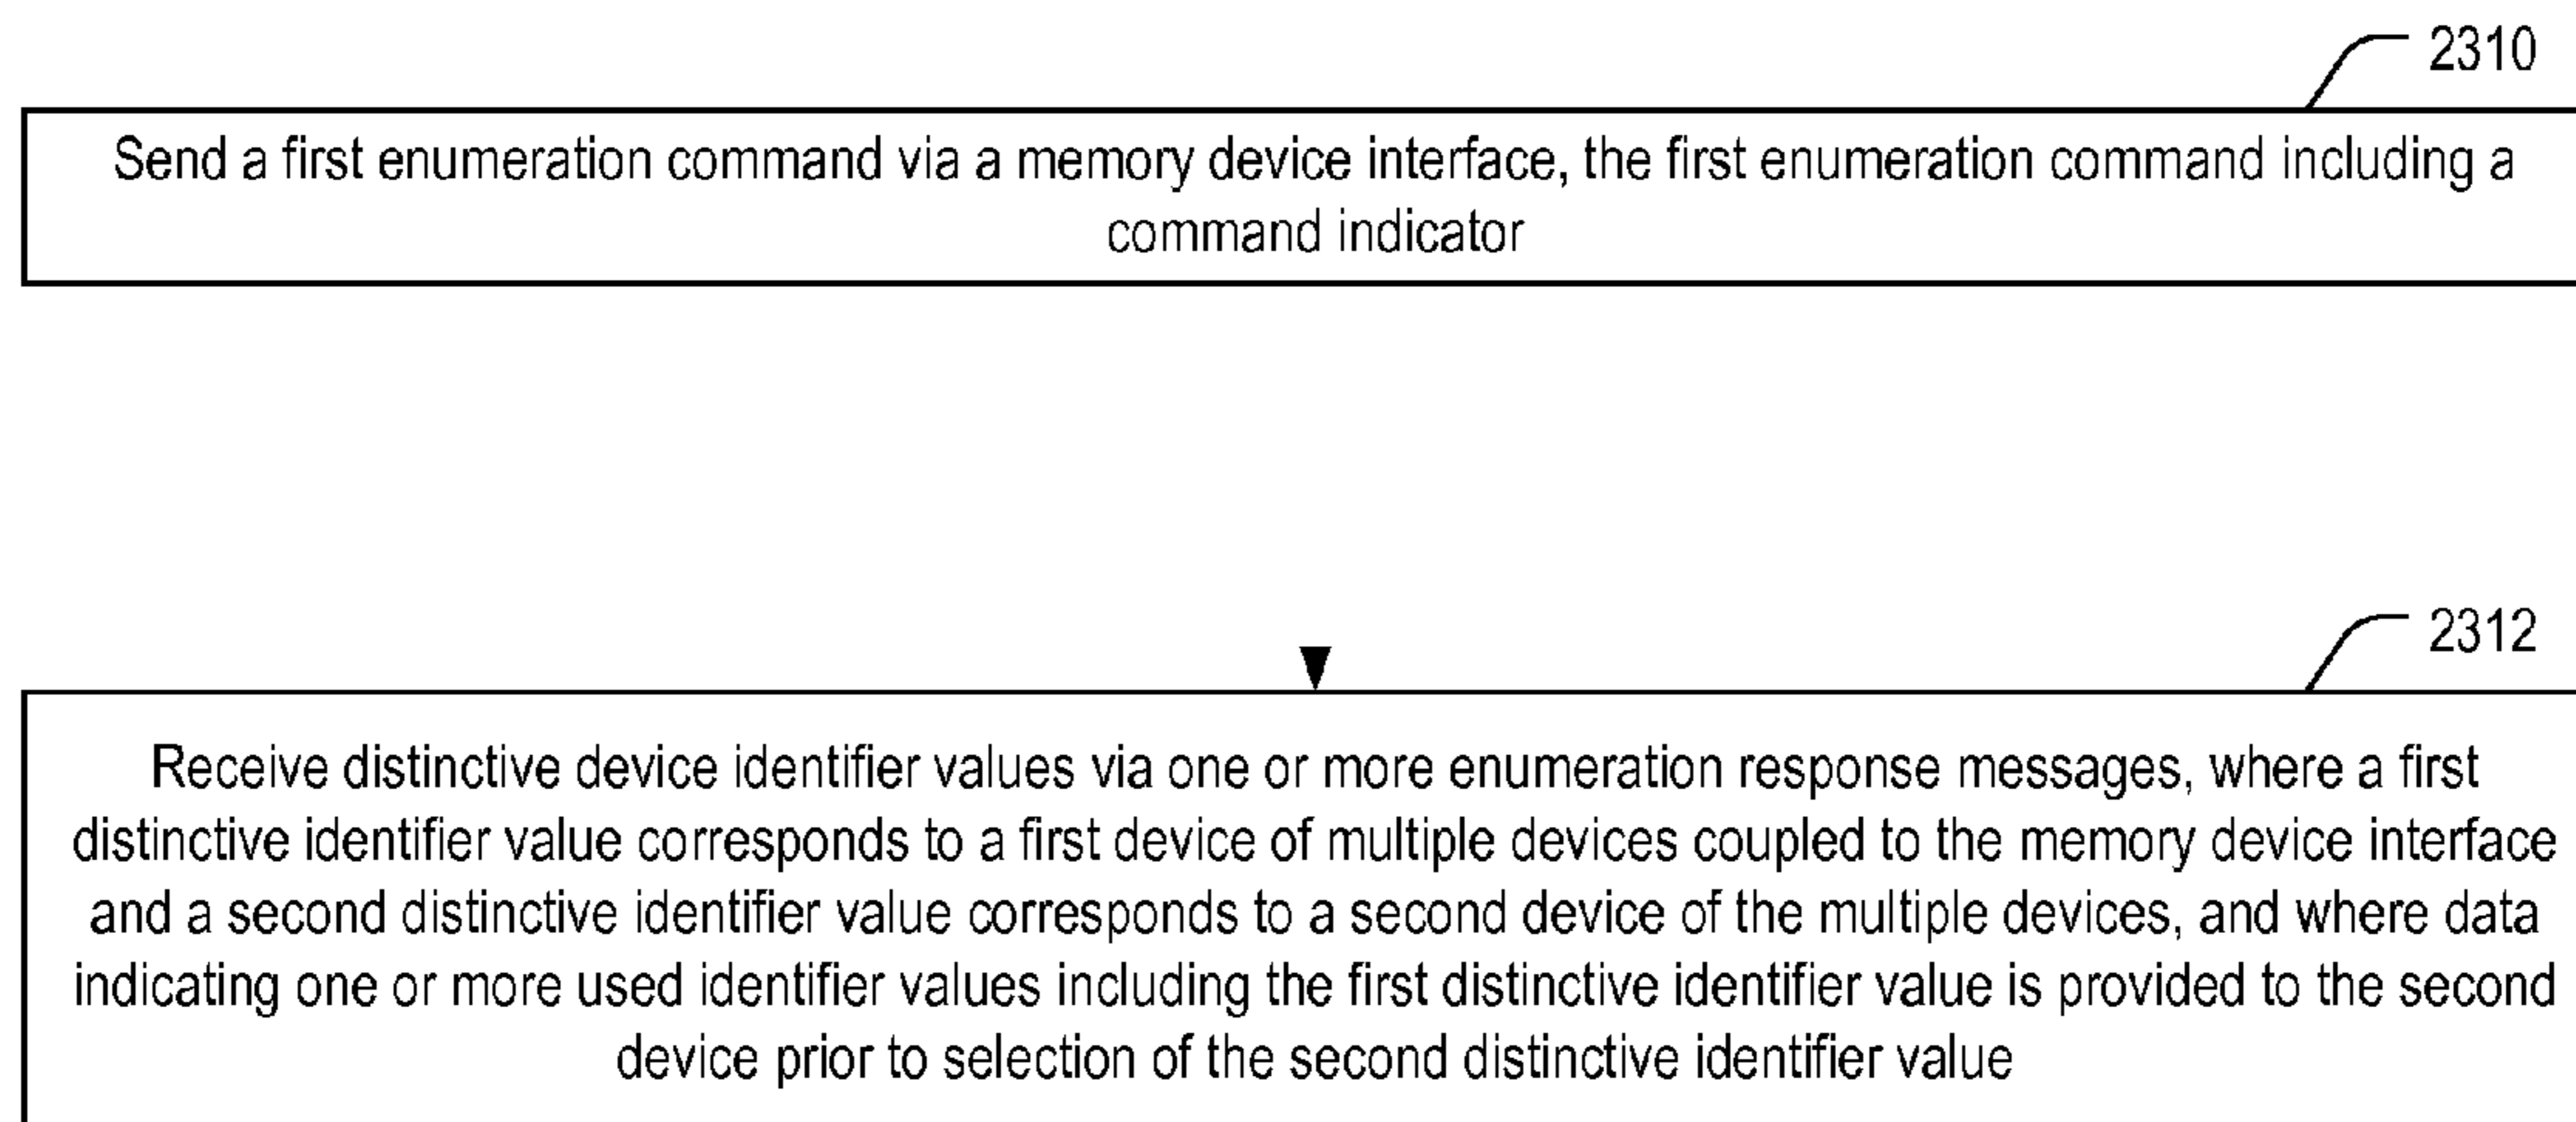 2310
Send a first enumeration command via a memory device interface, the first enumeration command including a
command indicator
2312
Receive distinctive device identifier values via one or more enumeration response messages, where a first
distinctive identifier value corresponds to a first device of multiple devices coupled to the memory device interface
and a second distinctive identifier value corresponds to a second device of the multiple devices, and where data
indicating one or more used identifier values including the first distinctive identifier value is provided to the second
device prior to selection of the second distinctive identifier value